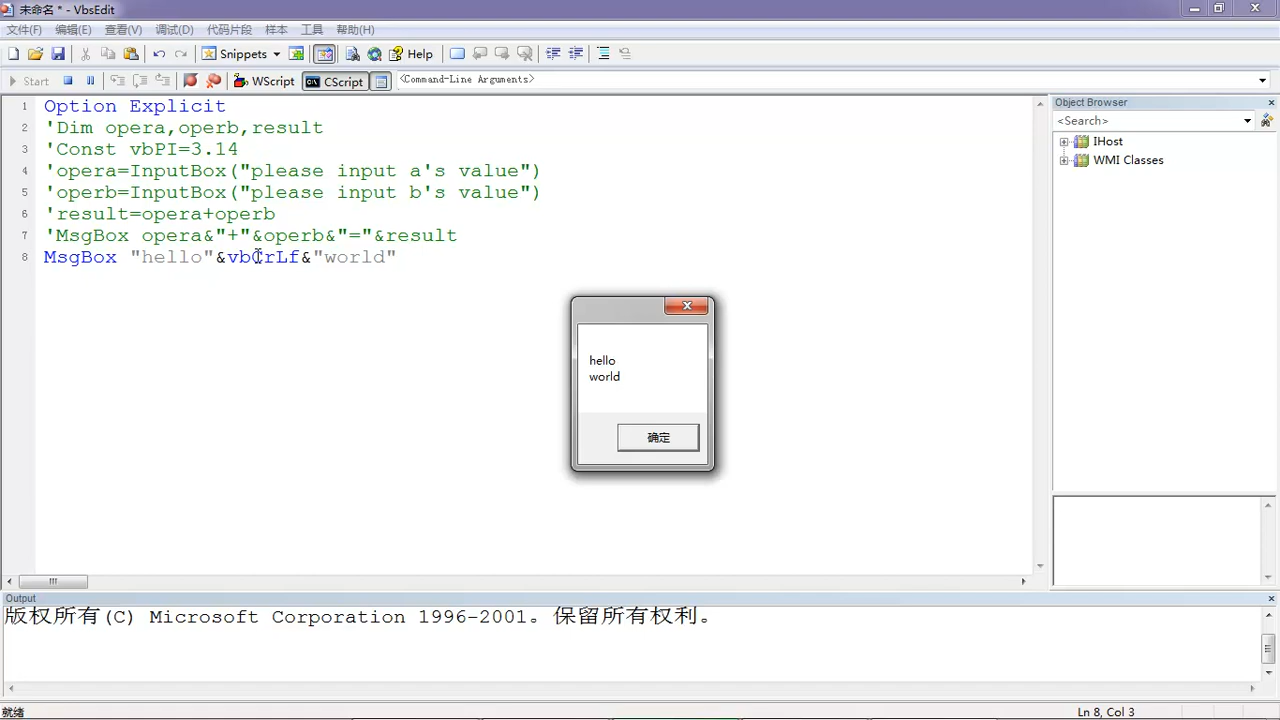 未命名 * - VbsEdit
文件(F) 编辑(E) 查看(V) 调试(D) 代码片段 样本 工具 帮助(H)
Snippets Help
Start WScript CScript <Command-Line Arguments>
1 Option Explicit
2 'Dim opera,operb,result
3 'Const vbPI=3.14
4 'opera=InputBox("please input a's value")
5 'operb=InputBox("please input b's value")
6 'result=opera+operb
7 'MsgBox opera&"+"&operb&"="&result
8 MsgBox "hello"&vbCrLf&"world"
hello
world
确定
Object Browser
<Search>
IHost
WMI Classes
Output
版权所有(C) Microsoft Corporation 1996-2001。保留所有权利。
就绪
Ln 8, Col 3